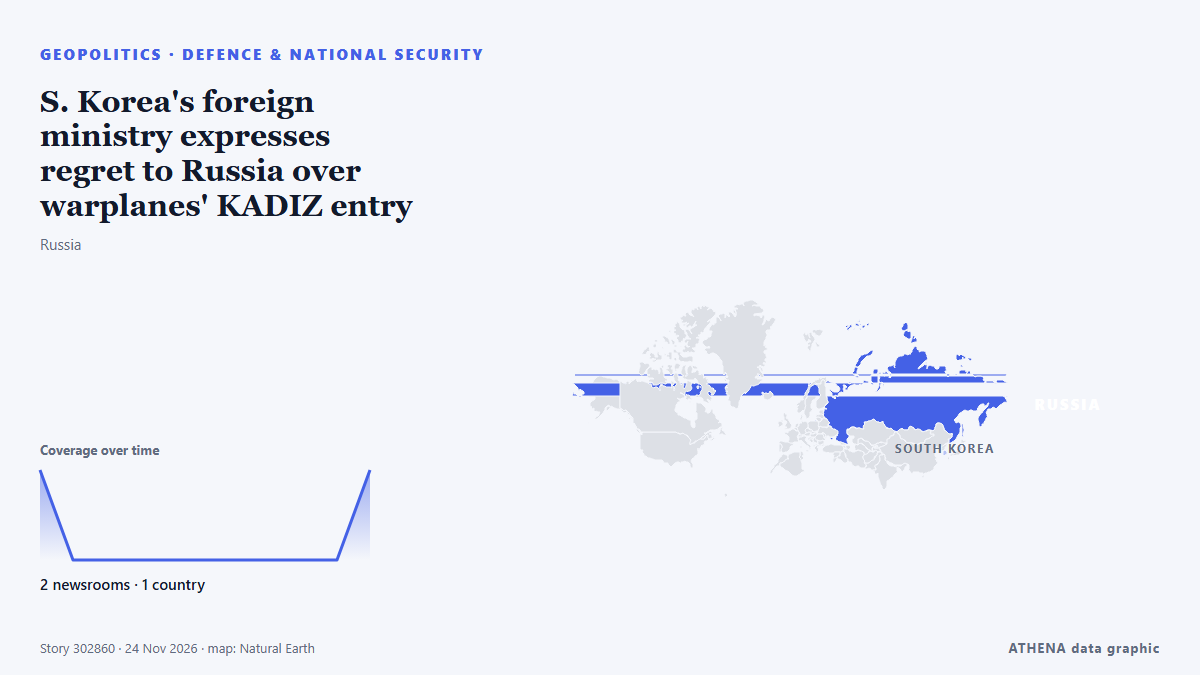 GEOPOLITICS · DEFENCE & NATIONAL SECURITY
S. Korea's foreign
ministry expresses
regret to Russia over
warplanes' KADIZ entry
Russia
RUSSIA
SOUTH KOREA
Coverage over time
2 newsrooms · 1 country
Story 302860 · 24 Nov 2026 · map: Natural Earth
ATHENA data graphic